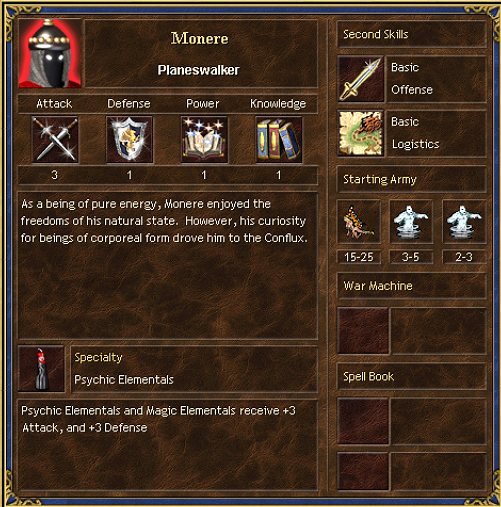 Monere
Planeswalker
Attack Defense Power Knowledge
3 1 1 1
As a being of pure energy, Monere enjoyed the
freedoms of his natural state. However, his curiosity
for beings of corporeal form drove him to the Conflux.
Specialty
Psychic Elementals
Psychic Elementals and Magic Elementals receive +3
Attack, and +3 Defense
Second Skills
Basic
Offense
Basic
Logistics
Starting Army
15-25 3-5 2-3
War Machine
Spell Book